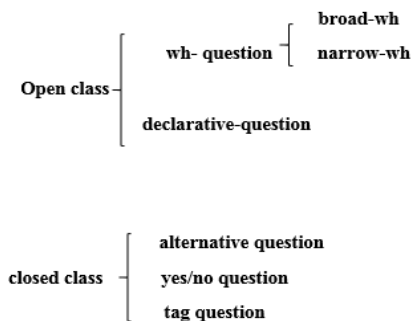 broad-wh
wh- question
narrow-wh
Open class
declarative-question
alternative question
closed class
yes/no question
tag question